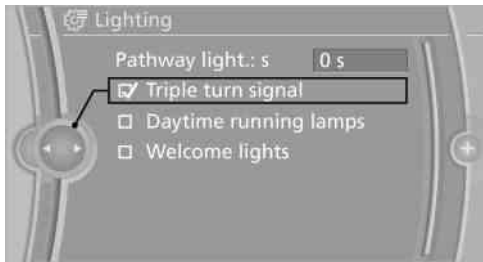 Lighting
Pathway light.: s 0 s
Triple turn signal
Daytime running lamps
Welcome lights